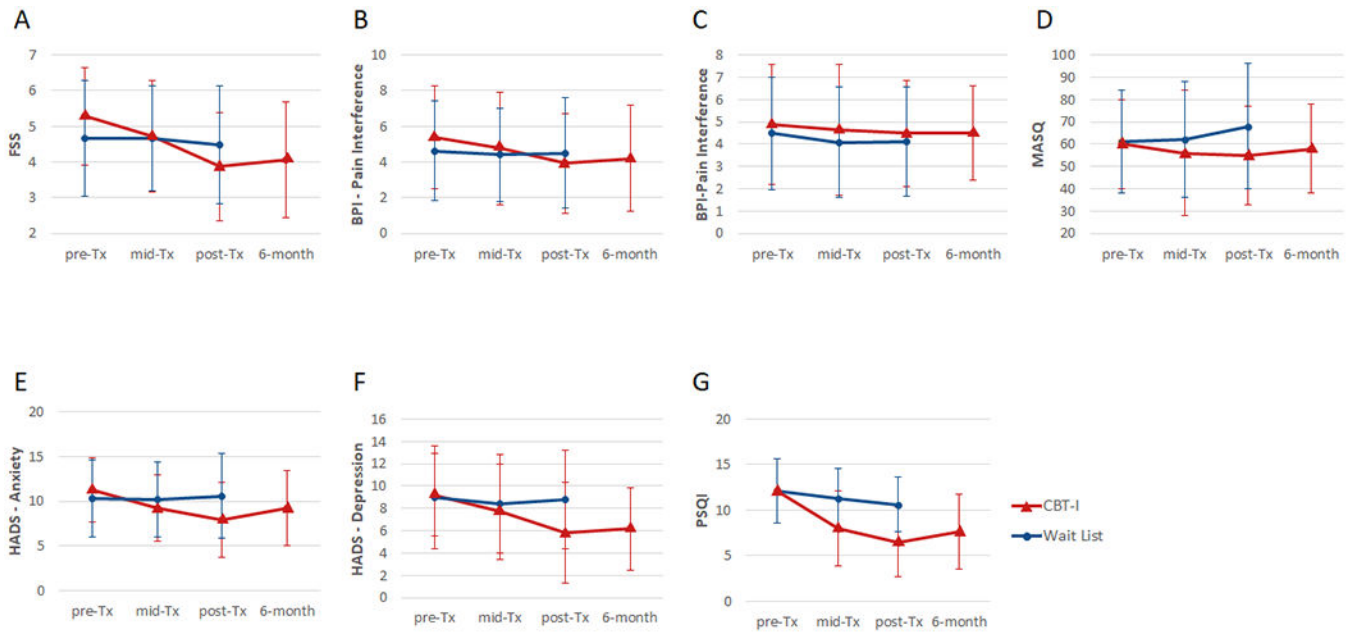 A
FSS
7
6
5
4
3
2
pre-Tx mid-Tx post-Tx 6-month
B
BPI - Pain Interference
10
8
6
4
2
0
pre-Tx mid-Tx post-Tx 6-month
C
BPI-Pain Interference
8
7
6
5
4
3
2
1
0
pre-Tx mid-Tx post-Tx 6-month
D
MASQ
100
90
80
70
60
50
40
30
20
pre-Tx mid-Tx post-Tx 6-month
E
HADS - Anxiety
20
15
10
5
0
pre-Tx mid-Tx post-Tx 6-month
F
HADS - Depression
16
14
12
10
8
6
4
2
0
pre-Tx mid-Tx post-Tx 6-month
G
PSQI
20
15
10
5
0
pre-Tx mid-Tx post-Tx 6-month
CBT-I
Wait List